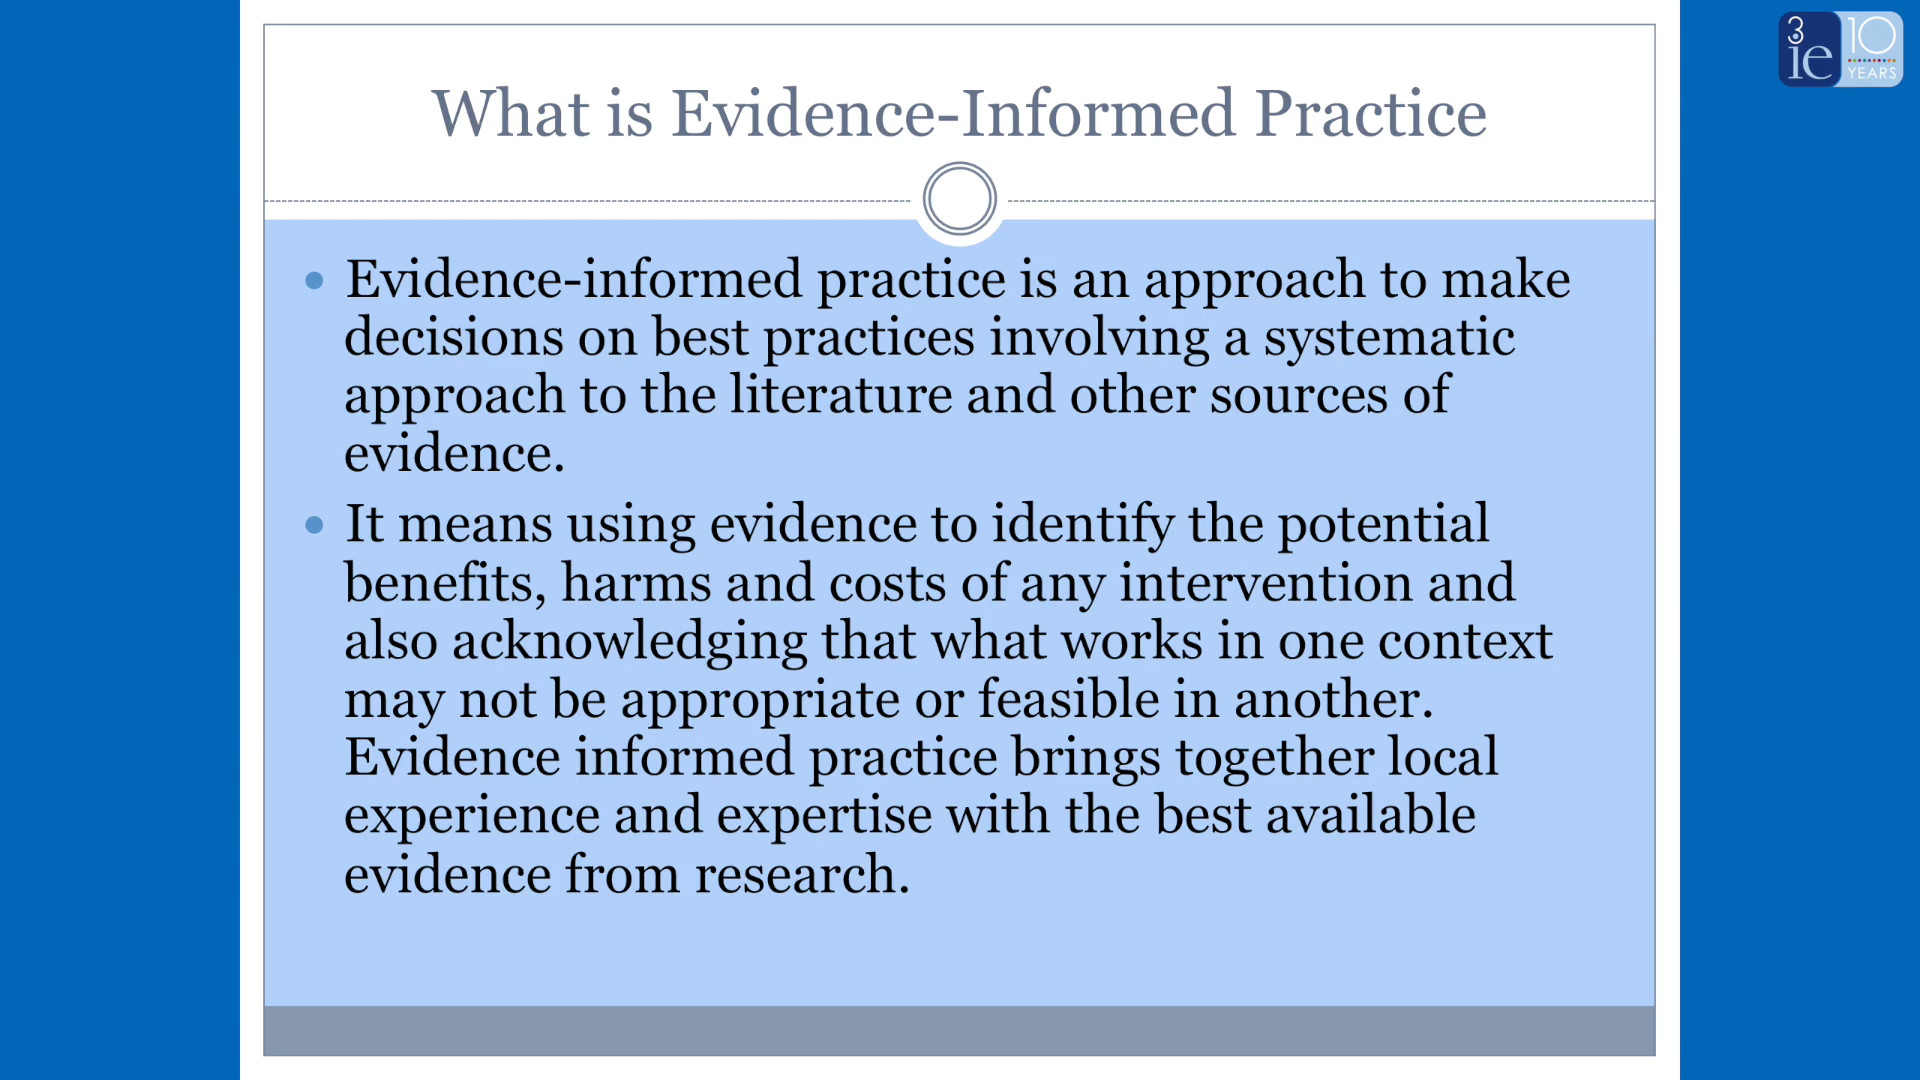 3
ie
10
YEARS
What is Evidence-Informed Practice
• Evidence-informed practice is an approach to make
decisions on best practices involving a systematic
approach to the literature and other sources of
evidence.
• It means using evidence to identify the potential
benefits, harms and costs of any intervention and
also acknowledging that what works in one context
may not be appropriate or feasible in another.
Evidence informed practice brings together local
experience and expertise with the best available
evidence from research.